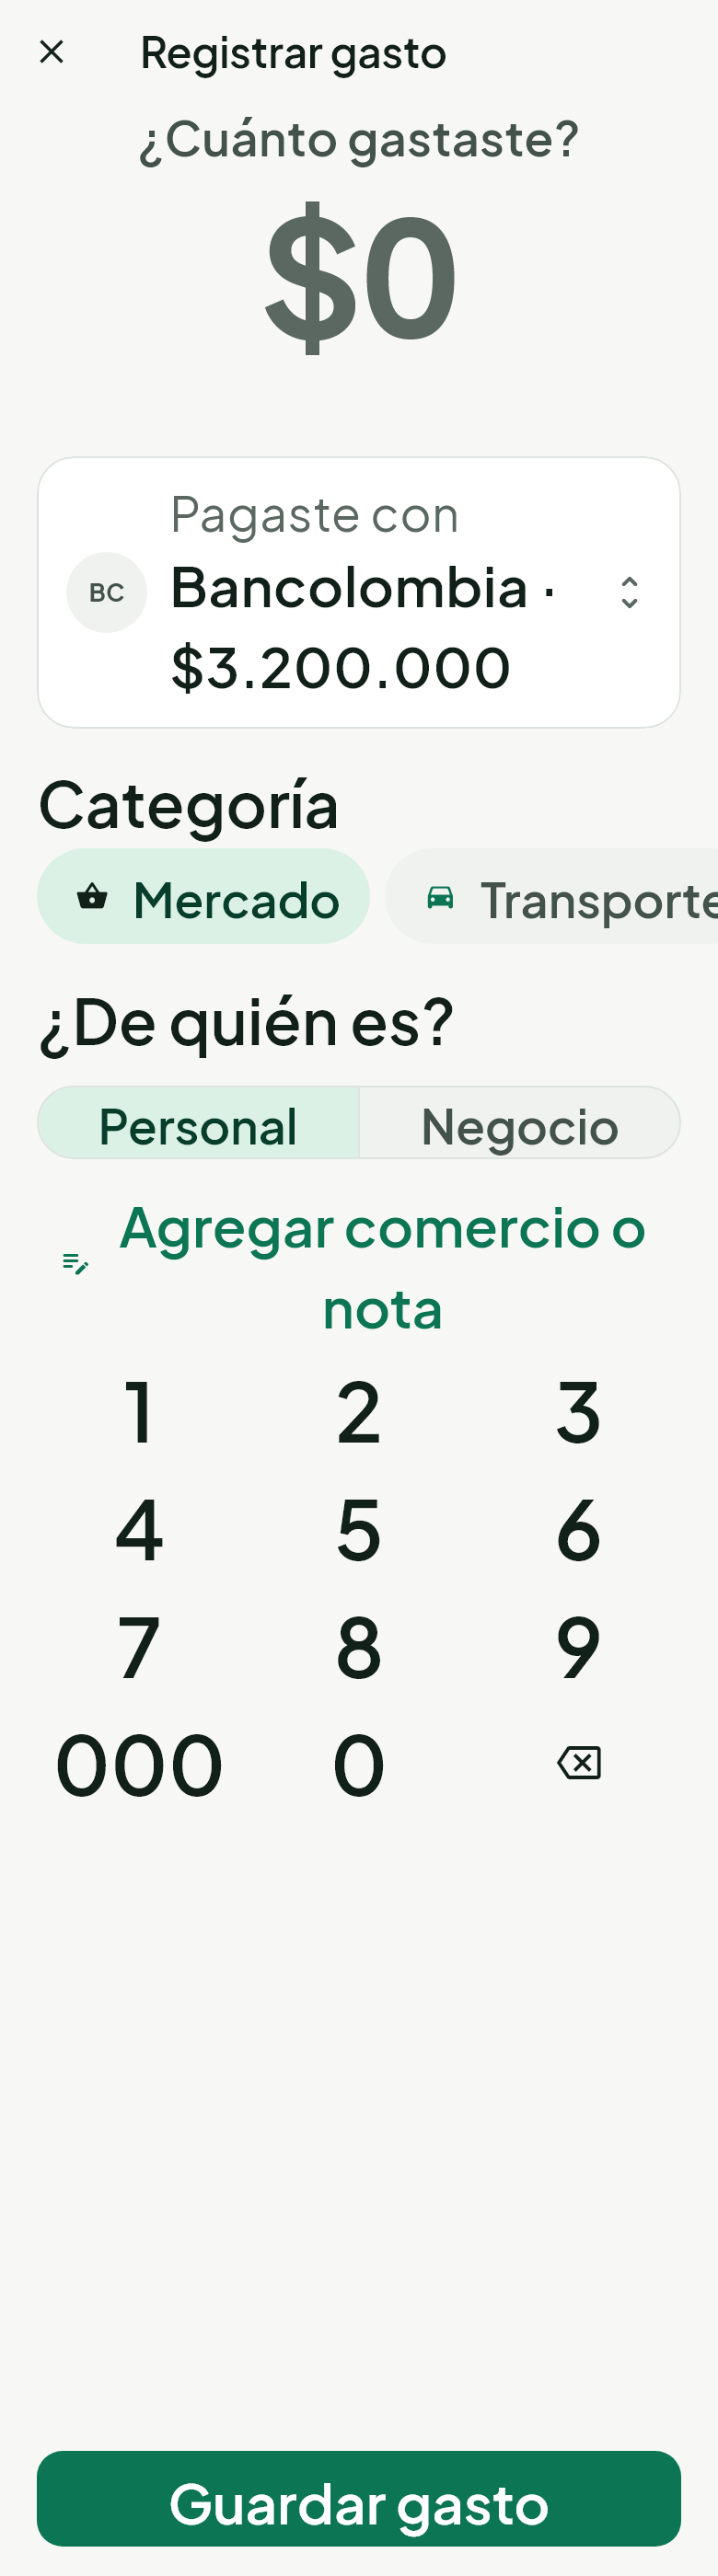 Registrar gasto
¿Cuánto gastaste?
$0
Pagaste con
BC
Bancolombia ·
$3.200.000
Categoría
Mercado
Transporte
¿De quién es?
Personal
Negocio
Agregar comercio o
nota
1 2 3
4 5 6
7 8 9
000 0
Guardar gasto